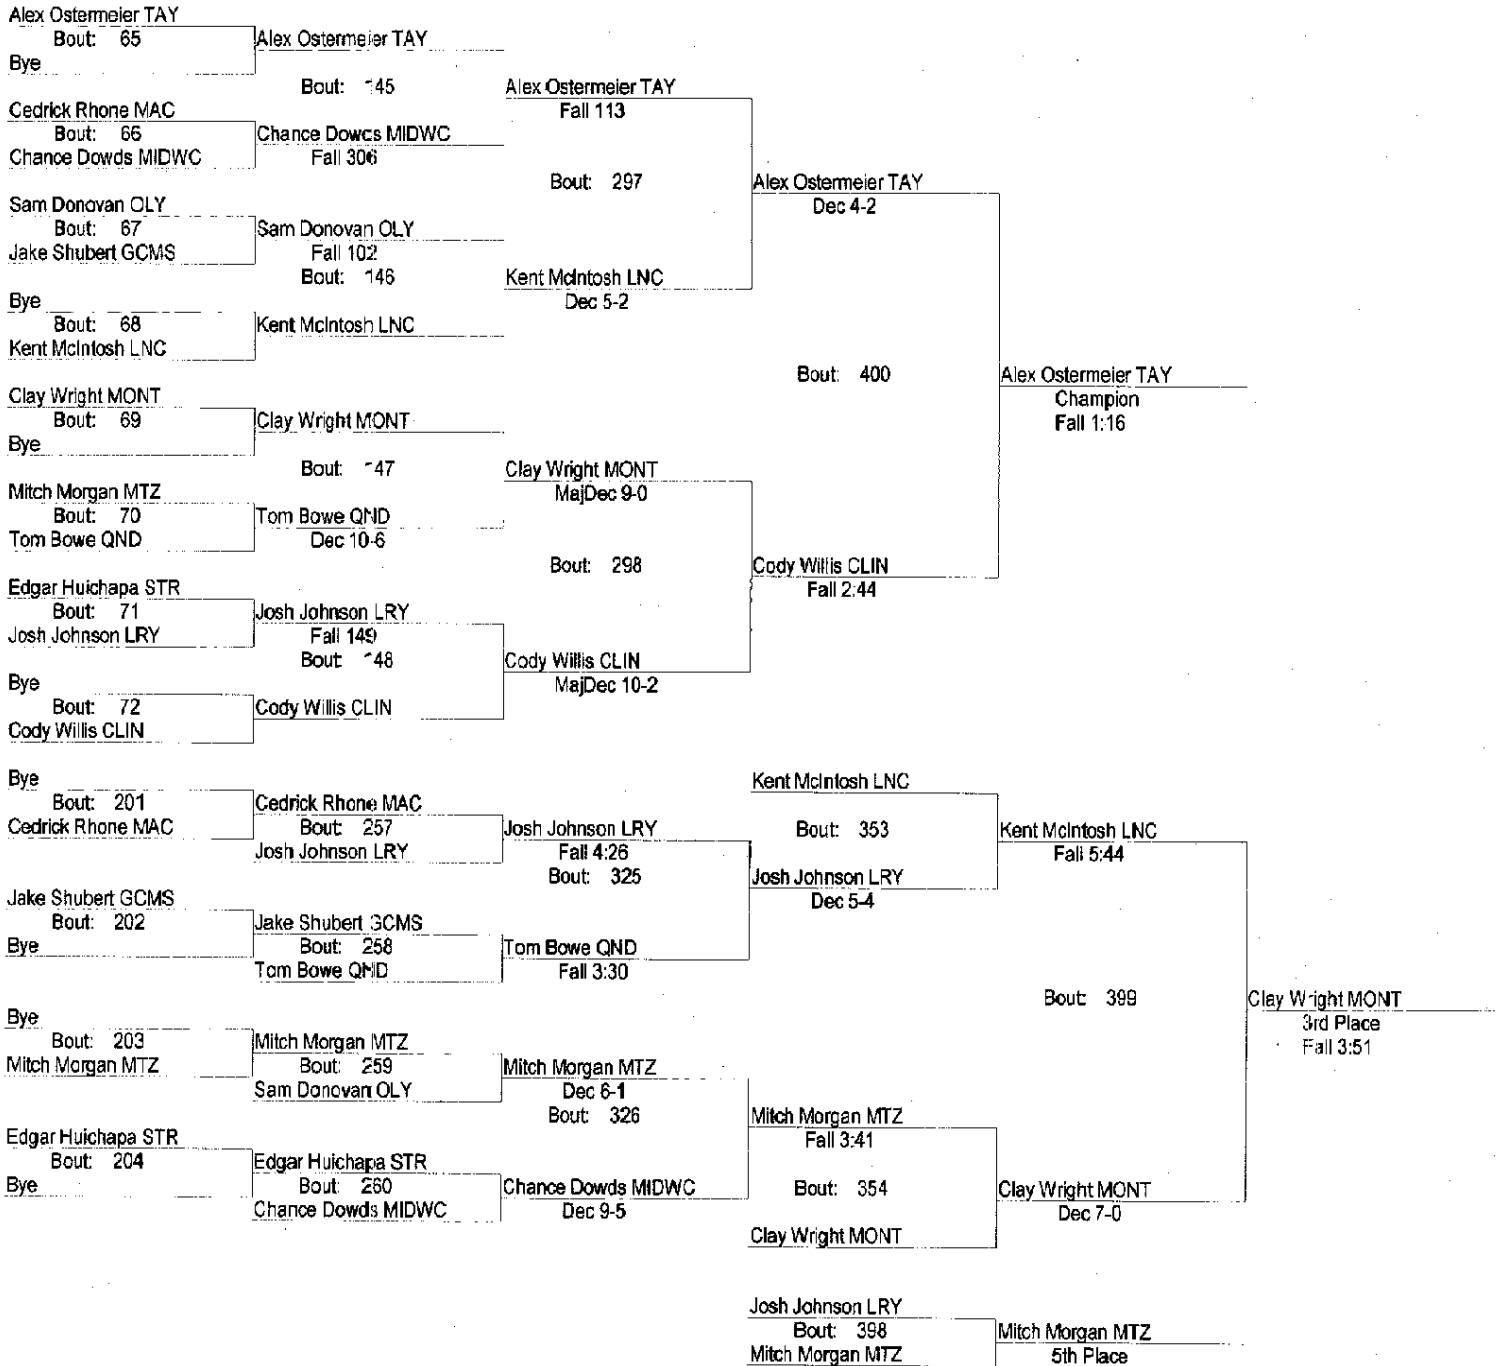 Alex Ostermeier TAY
Bout: 65
Bye
Alex Ostermeier TAY
Bout: 145
Cedrick Rhone MAC
Bout: 66
Chance Dowds MIDWC
Chance Dowds MIDWC
Fall 306
Alex Ostermeier TAY
Fall 113
Bout: 297
Sam Donovan OLY
Bout: 67
Jake Shubert GCMS
Sam Donovan OLY
Fall 102
Bout: 146
Bye
Bout: 68
Kent McIntosh LNC
Kent McIntosh LNC
Kent McIntosh LNC
Dec 5-2
Alex Ostermeier TAY
Dec 4-2
Bout: 400
Alex Ostermeier TAY
Champion
Fall 1:16
Clay Wright MONT
Bout: 69
Bye
Clay Wright MONT
Bout: 147
Mitch Morgan MTZ
Bout: 70
Tom Bowe QND
Tom Bowe QND
Dec 10-6
Clay Wright MONT
MajDec 9-0
Bout: 298
Edgar Huichapa STR
Bout: 71
Josh Johnson LRY
Josh Johnson LRY
Fall 149
Bout: 148
Bye
Bout: 72
Cody Willis CLIN
Cody Willis CLIN
Cody Willis CLIN
MajDec 10-2
Cody Willis CLIN
Fall 2:44
Bye
Bout: 201
Cedrick Rhone MAC
Cedrick Rhone MAC
Bout: 257
Josh Johnson LRY
Josh Johnson LRY
Fall 4:26
Bout: 325
Jake Shubert GCMS
Bout: 202
Bye
Jake Shubert GCMS
Bout: 258
Tom Bowe QND
Tom Bowe QND
Fall 3:30
Kent McIntosh LNC
Bout: 353
Josh Johnson LRY
Dec 5-4
Kent McIntosh LNC
Fall 5:44
Bout: 399
Clay Wright MONT
3rd Place
Fall 3:51
Bye
Bout: 203
Mitch Morgan MTZ
Mitch Morgan MTZ
Bout: 259
Sam Donovan OLY
Mitch Morgan MTZ
Dec 6-1
Bout: 326
Edgar Huichapa STR
Bout: 204
Bye
Edgar Huichapa STR
Bout: 260
Chance Dowds MIDWC
Chance Dowds MIDWC
Dec 9-5
Mitch Morgan MTZ
Fall 3:41
Bout: 354
Clay Wright MONT
Clay Wright MONT
Dec 7-0
Josh Johnson LRY
Bout: 398
Mitch Morgan MTZ
Mitch Morgan MTZ
5th Place